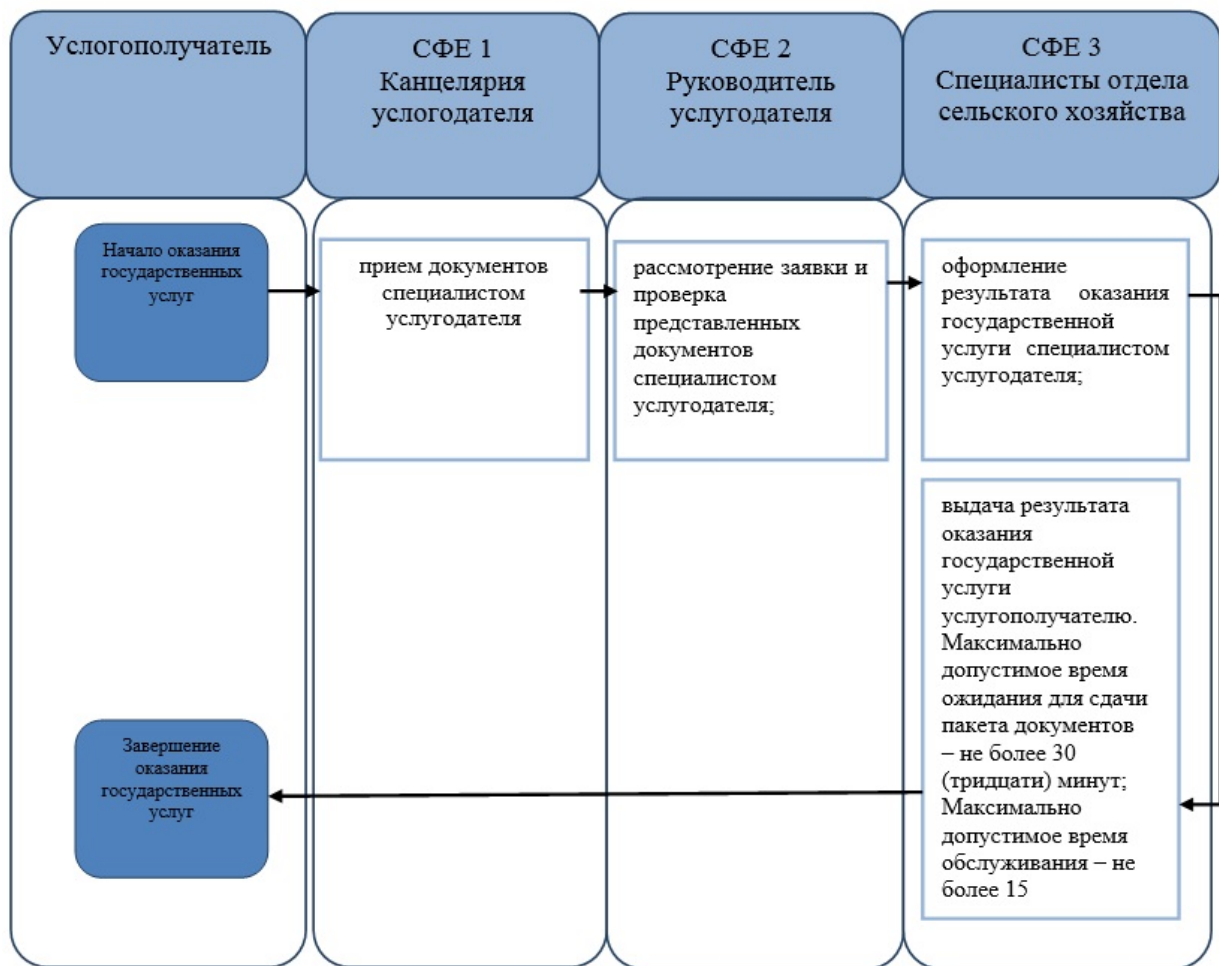 Услогополучатель
СФЕ 1
Канцелярия
услогодателя
СФЕ 2
Руководитель
услугодателя
СФЕ 3
Специалисты отдела
сельского хозяйства
Начало оказания
государственных
услуг
прием документов
специалистом
услугодателя
рассмотрение заявки и
проверка
представленных
документов
специалистом
услугодателя;
оформление
результата оказания
государственной
услуги специалистом
услугодателя;
выдача результата
оказания
государственной
услуги
услугополучателю.
Максимально
допустимое время
ожидания для сдачи
пакета документов
– не более 30
(тридцати) минут;
Максимально
допустимое время
обслуживания – не
более 15
Завершение
оказания
государственных
услуг